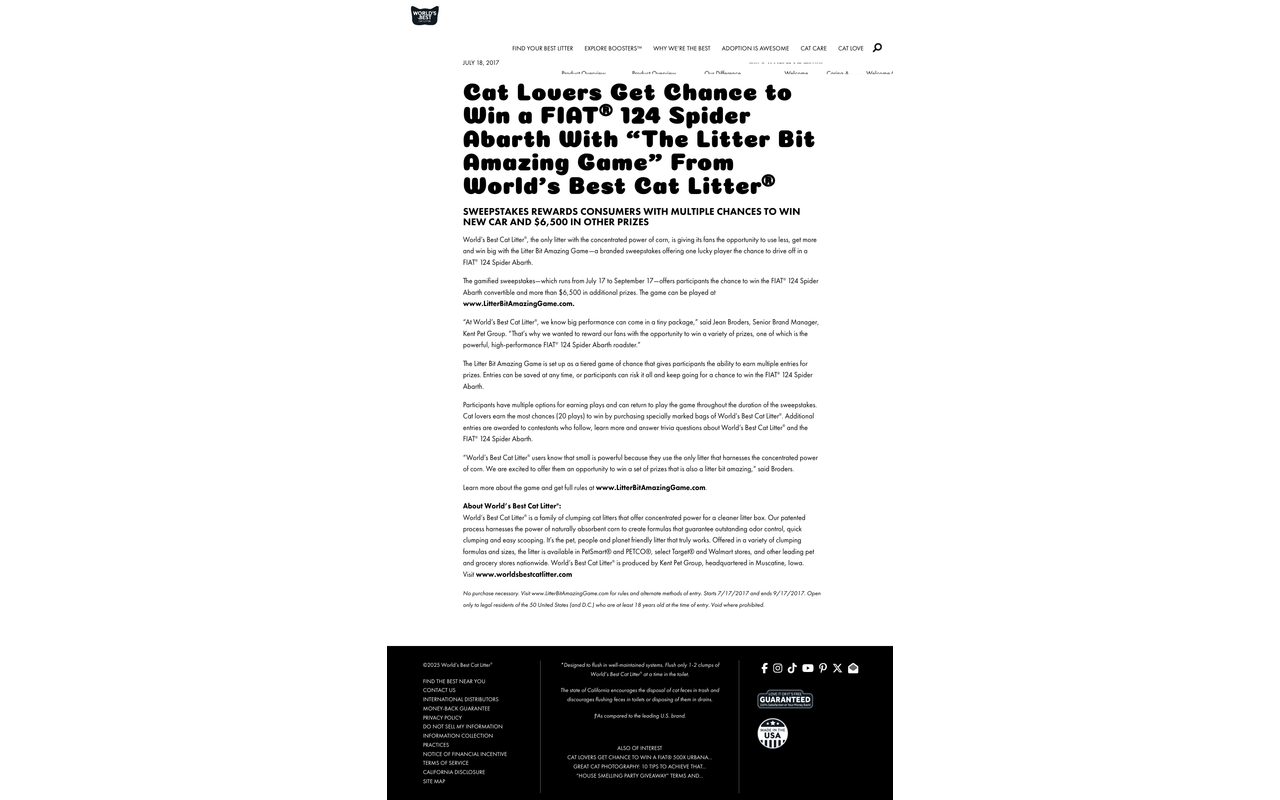 WORLD'S BEST
FIND YOUR BEST LITTER EXPLORE BOOSTERS™ WHY WE'RE THE BEST ADOPTION IS AWESOME CAT CARE CAT LOVE
JULY 18, 2017
Product Overview Product Overview Our Difference Welcome Caring A Welcome
Cat Lovers Get Chance to
Win a FIAT® 124 Spider
Abarth With “The Litter Bit
Amazing Game” From
World’s Best Cat Litter®
SWEEPSTAKES REWARDS CONSUMERS WITH MULTIPLE CHANCES TO WIN
NEW CAR AND $6,500 IN OTHER PRIZES
World’s Best Cat Litter®, the only litter with the concentrated power of corn, is giving its fans the opportunity to use less, get more
and win big with the Litter Bit Amazing Game—a branded sweepstakes offering one lucky player the chance to drive off in a
FIAT® 124 Spider Abarth.
The gamified sweepstakes—which runs from July 17 to September 17—offers participants the chance to win the FIAT® 124 Spider
Abarth convertible and more than $6,500 in additional prizes. The game can be played at
www.LitterBitAmazingGame.com.
“At World’s Best Cat Litter®, we know big performance can come in a tiny package,” said Jean Broders, Senior Brand Manager,
Kent Pet Group. “That’s why we wanted to reward our fans with the opportunity to win a variety of prizes, one of which is the
powerful, high-performance FIAT® 124 Spider Abarth roadster.”
The Litter Bit Amazing Game is set up as a tiered game of chance that gives participants the ability to earn multiple entries for
prizes. Entries can be saved at any time, or participants can risk it all and keep going for a chance to win the FIAT® 124 Spider
Abarth.
Participants have multiple options for earning plays and can return to play the game throughout the duration of the sweepstakes.
Cat lovers earn the most chances (20 plays) to win by purchasing specially marked bags of World’s Best Cat Litter®. Additional
entries are awarded to contestants who follow, learn more and answer trivia questions about World’s Best Cat Litter® and the
FIAT® 124 Spider Abarth.
“World’s Best Cat Litter® users know that small is powerful because they use the only litter that harnesses the concentrated power
of corn. We are excited to offer them an opportunity to win a set of prizes that is also a litter bit amazing,” said Broders.
Learn more about the game and get full rules at www.LitterBitAmazingGame.com.
About World’s Best Cat Litter®:
World’s Best Cat Litter® is a family of clumping cat litters that offer concentrated power for a cleaner litter box. Our patented
process harnesses the power of naturally absorbent corn to create formulas that guarantee outstanding odor control, quick
clumping and easy scooping. It’s the pet, people and planet friendly litter that truly works. Offered in a variety of clumping
formulas and sizes, the litter is available in PetSmart® and PETCO®, select Target® and Walmart stores, and other leading pet
and grocery stores nationwide. World’s Best Cat Litter® is produced by Kent Pet Group, headquartered in Muscatine, Iowa.
Visit www.worldsbestcatlitter.com
No purchase necessary. Visit www.LitterBitAmazingGame.com for rules and alternate methods of entry. Starts 7/17/2017 and ends 9/17/2017. Open
only to legal residents of the 50 United States (and D.C.) who are at least 18 years old at the time of entry. Void where prohibited.
©2025 World’s Best Cat Litter®
FIND THE BEST NEAR YOU
CONTACT US
INTERNATIONAL DISTRIBUTORS
MONEY-BACK GUARANTEE
PRIVACY POLICY
DO NOT SELL MY INFORMATION
INFORMATION COLLECTION
PRACTICES
NOTICE OF FINANCIAL INCENTIVE
TERMS OF SERVICE
CALIFORNIA DISCLOSURE
SITE MAP
*Designed to flush in well-maintained systems. Flush only 1-2 clumps of
World’s Best Cat Litter® at a time in the toilet.
The state of California encourages the disposal of cat feces in trash and
discourages flushing feces in toilets or disposing of them in drains.
†As compared to the leading U.S. brand
ALSO OF INTEREST
CAT LOVERS GET CHANCE TO WIN A FIAT® 500X URBANA…
GREAT CAT PHOTOGRAPHY: 10 TIPS TO ACHIEVE THAT…
“HOUSE SMELLING PARTY GIVEAWAY” TERMS AND…
LOVE IT OR IT'S FREE
GUARANTEED
MADE IN THE
USA